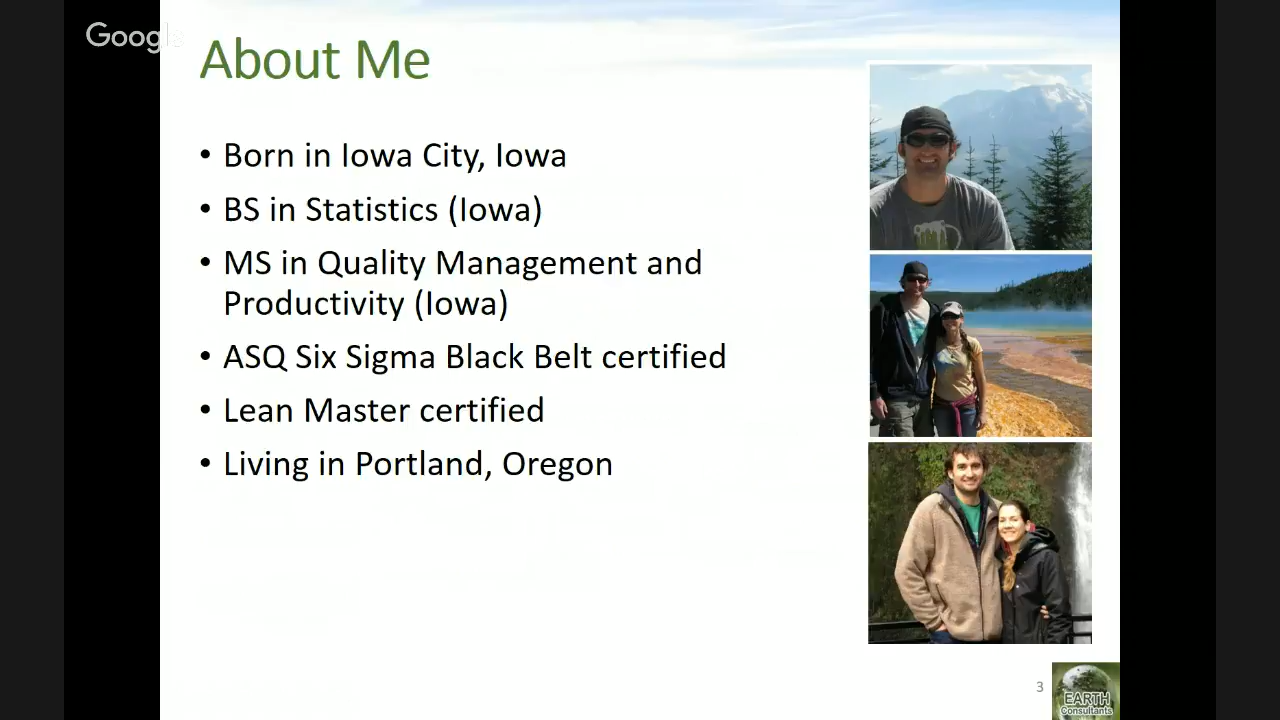 Google
About Me
• Born in Iowa City, Iowa
• BS in Statistics (Iowa)
• MS in Quality Management and
Productivity (Iowa)
• ASQ Six Sigma Black Belt certified
• Lean Master certified
• Living in Portland, Oregon
3
EARTH
Consultants